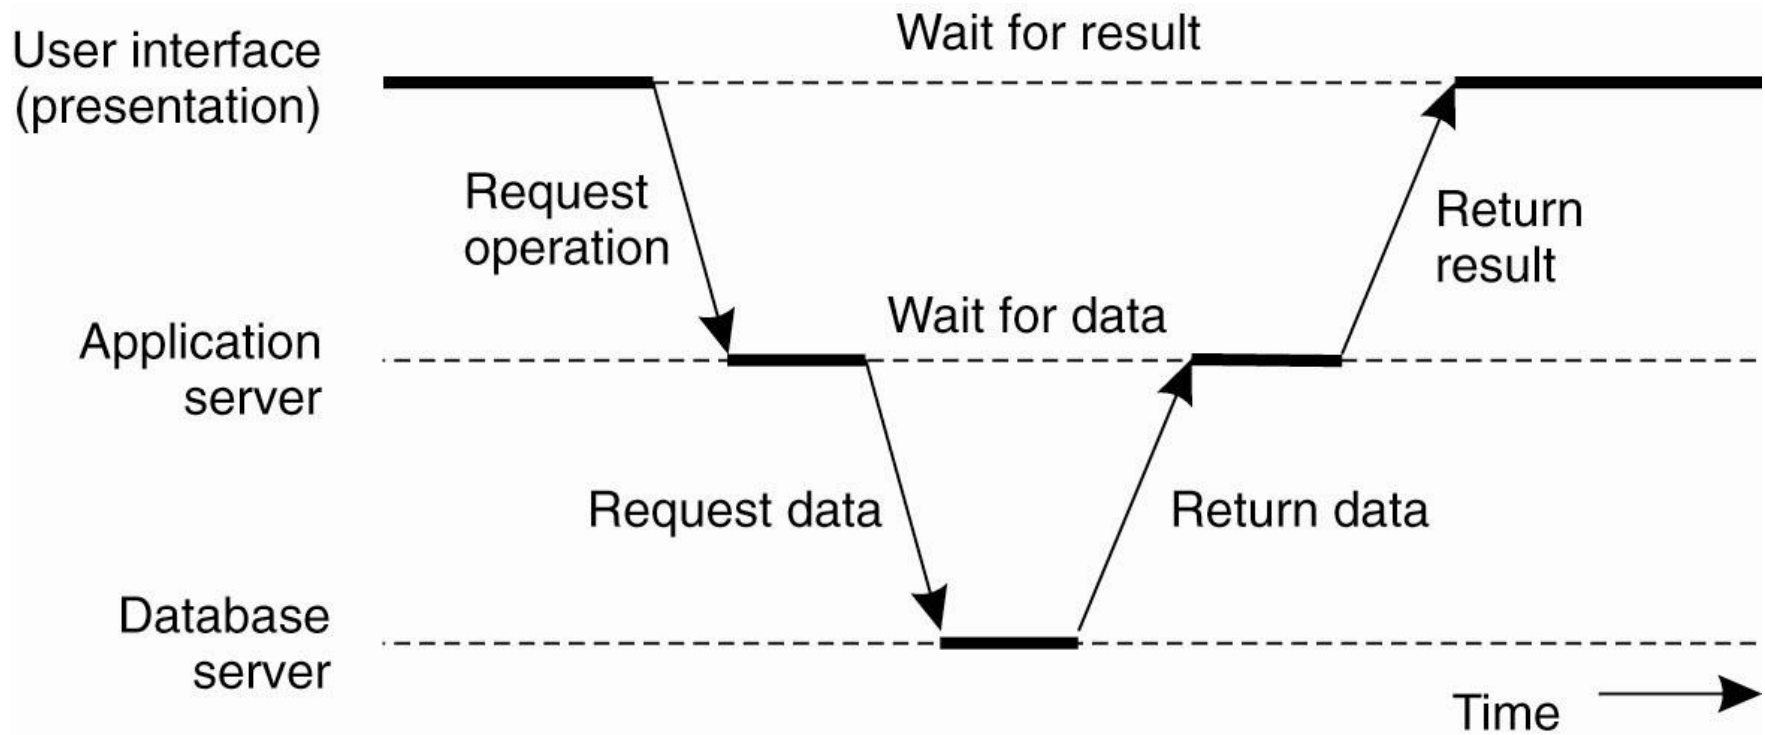 Wait for result
User interface
(presentation)
Request
operation
Return
result
Wait for data
Application
server
Request data
Return data
Database
server
Time